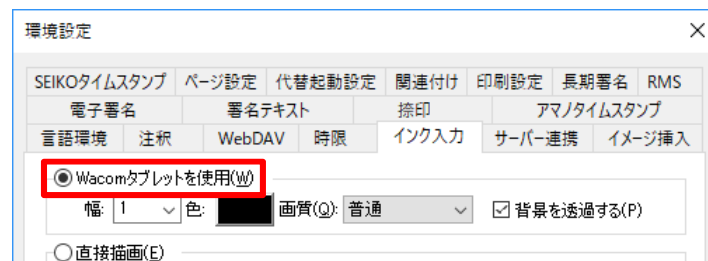 環境設定
SEIKOタイムスタンプ ページ設定 代替起動設定 関連付け 印刷設定 長期署名 RMS
電子署名 署名テキスト 捺印 アマノタイムスタンプ
言語環境 注釈 WebDAV 時限 インク入力 サーバー連携 イメージ挿入
Wacomタブレットを使用(W)
幅: 1 色: 画質(Q): 普通 背景を透過する(P)
直接描画(E)